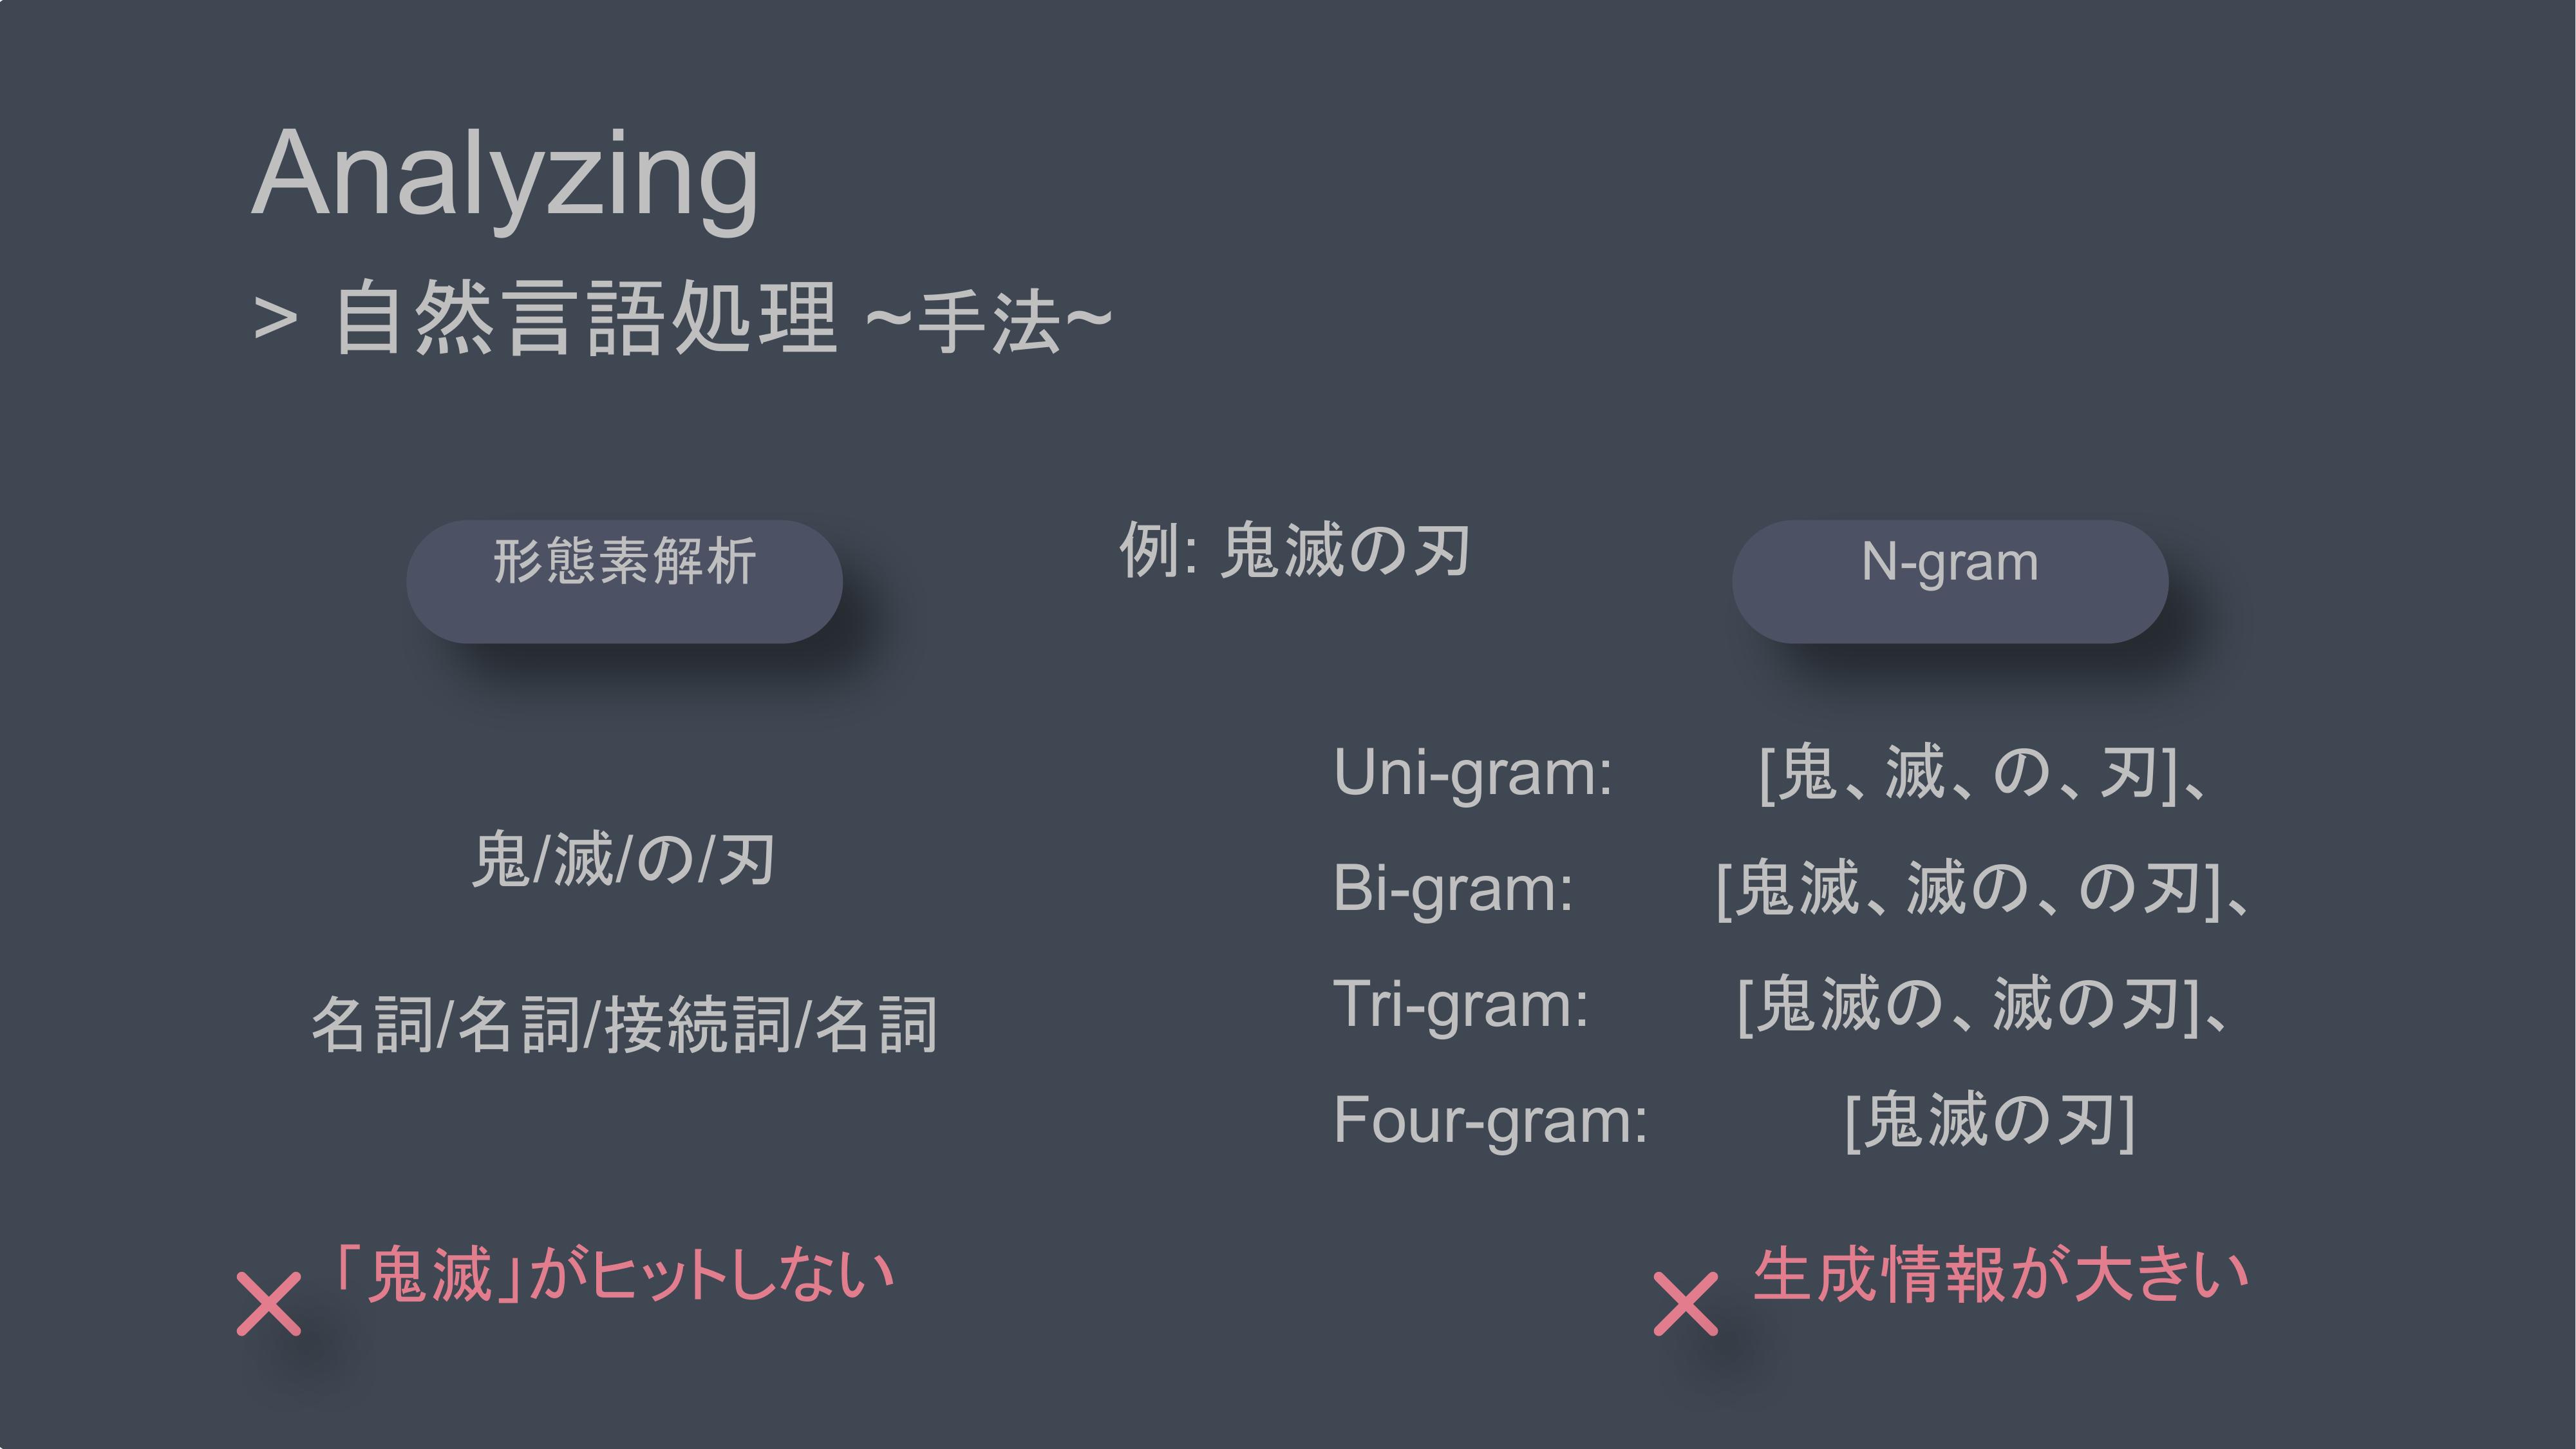 Analyzing
> 自然言語処理 ~手法~
例: 鬼滅の刃
形態素解析
鬼/滅/の/刃
名詞/名詞/接続詞/名詞
「鬼滅」がヒットしない
N-gram
Uni-gram: [鬼、滅、の、刃]、
Bi-gram: [鬼滅、滅の、の刃]、
Tri-gram: [鬼滅の、滅の刃]、
Four-gram: [鬼滅の刃]
生成情報が大きい